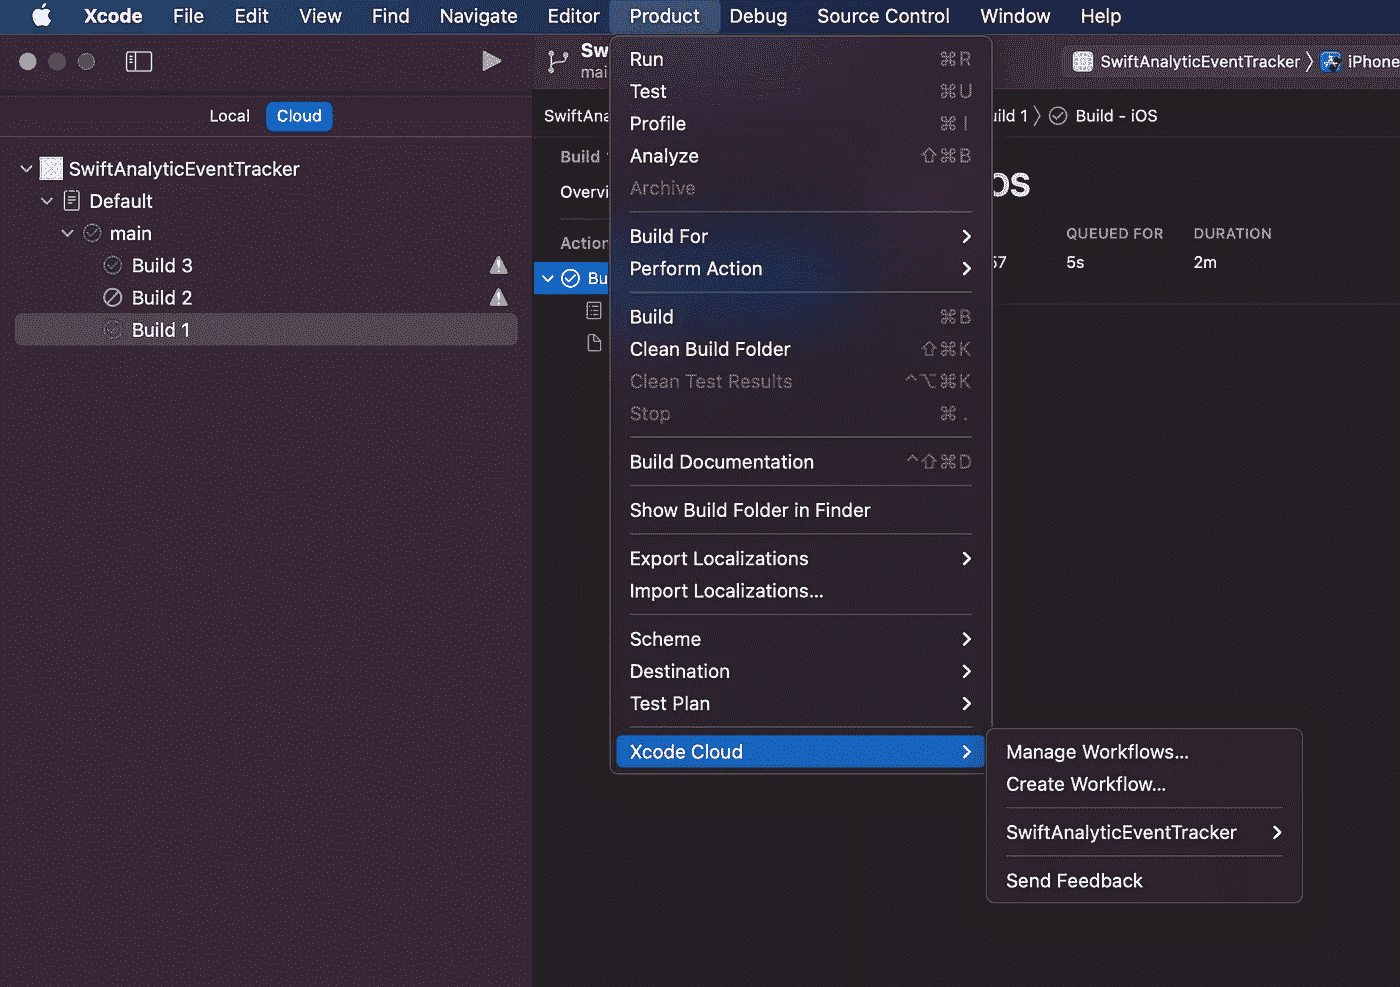 Xcode File Edit View Find Navigate Editor Product Debug Source Control Window Help
Sw
mai
SwiftAnalyticEventTracker 〉 iPhone
Local Cloud
SwiftAna
uild 1 〉 Build - iOS
SwiftAnalyticEventTracker
Default
main
Build 3
Build 2
Build 1
Build 1
Overvi
Action
Bu
OS
QUEUED FOR DURATION
57 5s 2m
Run ⌘R
Test ⌘U
Profile ⌘I
Analyze ⇧⌘B
Archive
Build For
Perform Action
Build ⌘B
Clean Build Folder ⇧⌘K
Clean Test Results ^⌥⌘K
Stop ⌘.
Build Documentation ^⇧⌘D
Show Build Folder in Finder
Export Localizations
Import Localizations...
Scheme
Destination
Test Plan
Xcode Cloud
Manage Workflows...
Create Workflow...
SwiftAnalyticEventTracker
Send Feedback